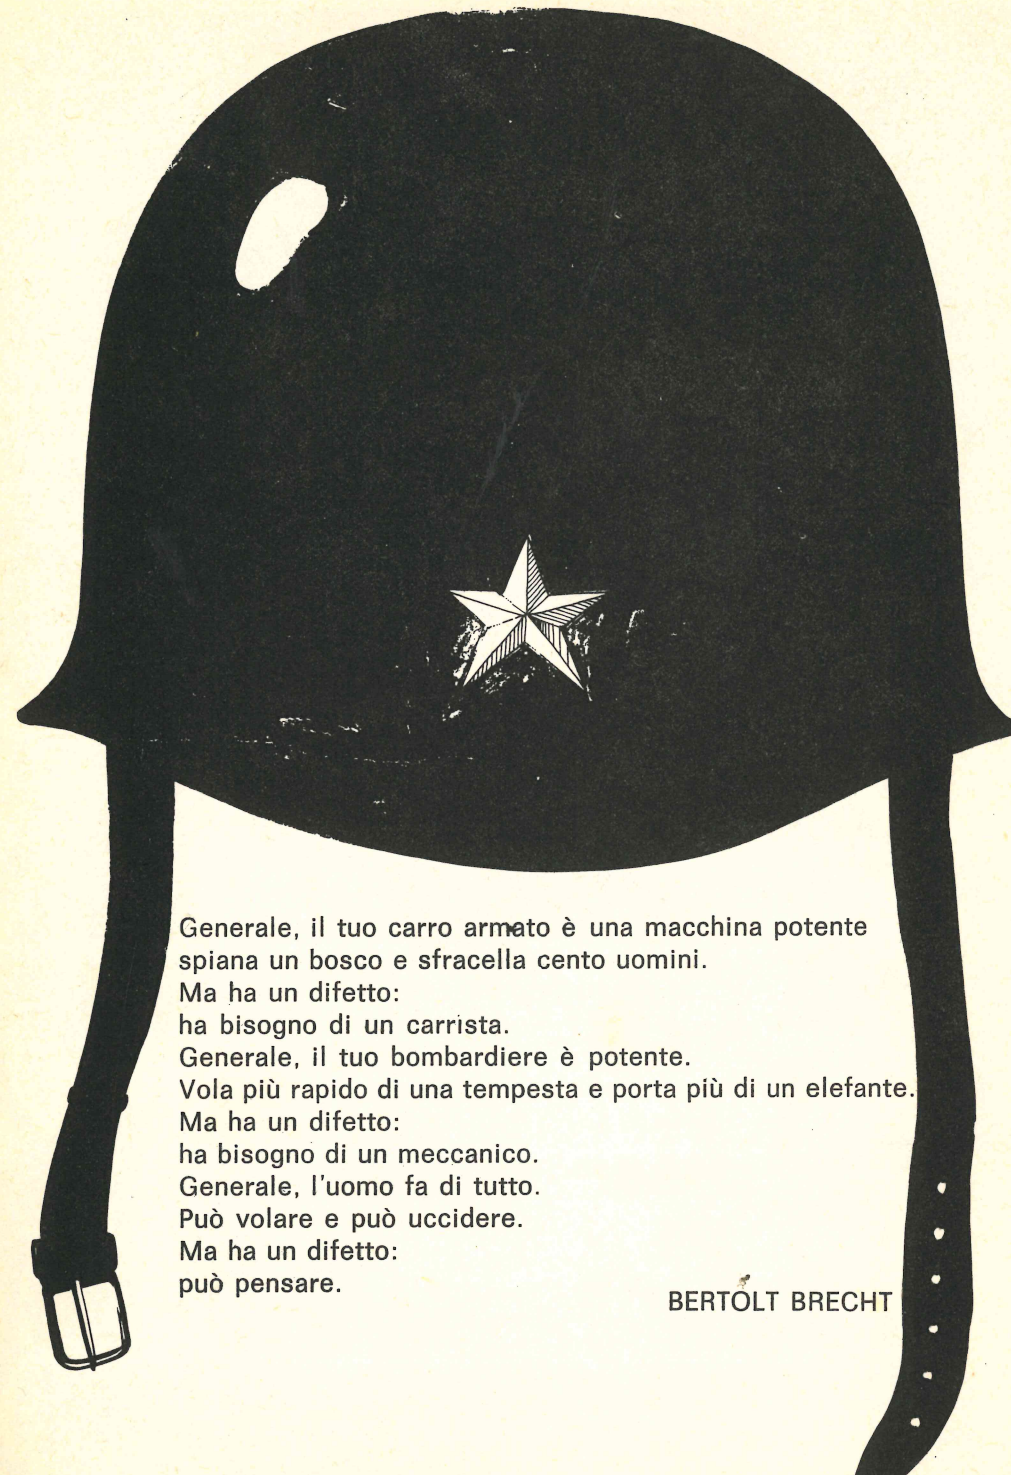 Generale, il tuo carro armato è una macchina potente
spiana un bosco e sfracella cento uomini.
Ma ha un difetto:
ha bisogno di un carrista.
Generale, il tuo bombardiere è potente.
Vola più rapido di una tempesta e porta più di un elefante.
Ma ha un difetto:
ha bisogno di un meccanico.
Generale, l'uomo fa di tutto.
Può volare e può uccidere.
Ma ha un difetto:
può pensare.
BERTOLT BRECHT